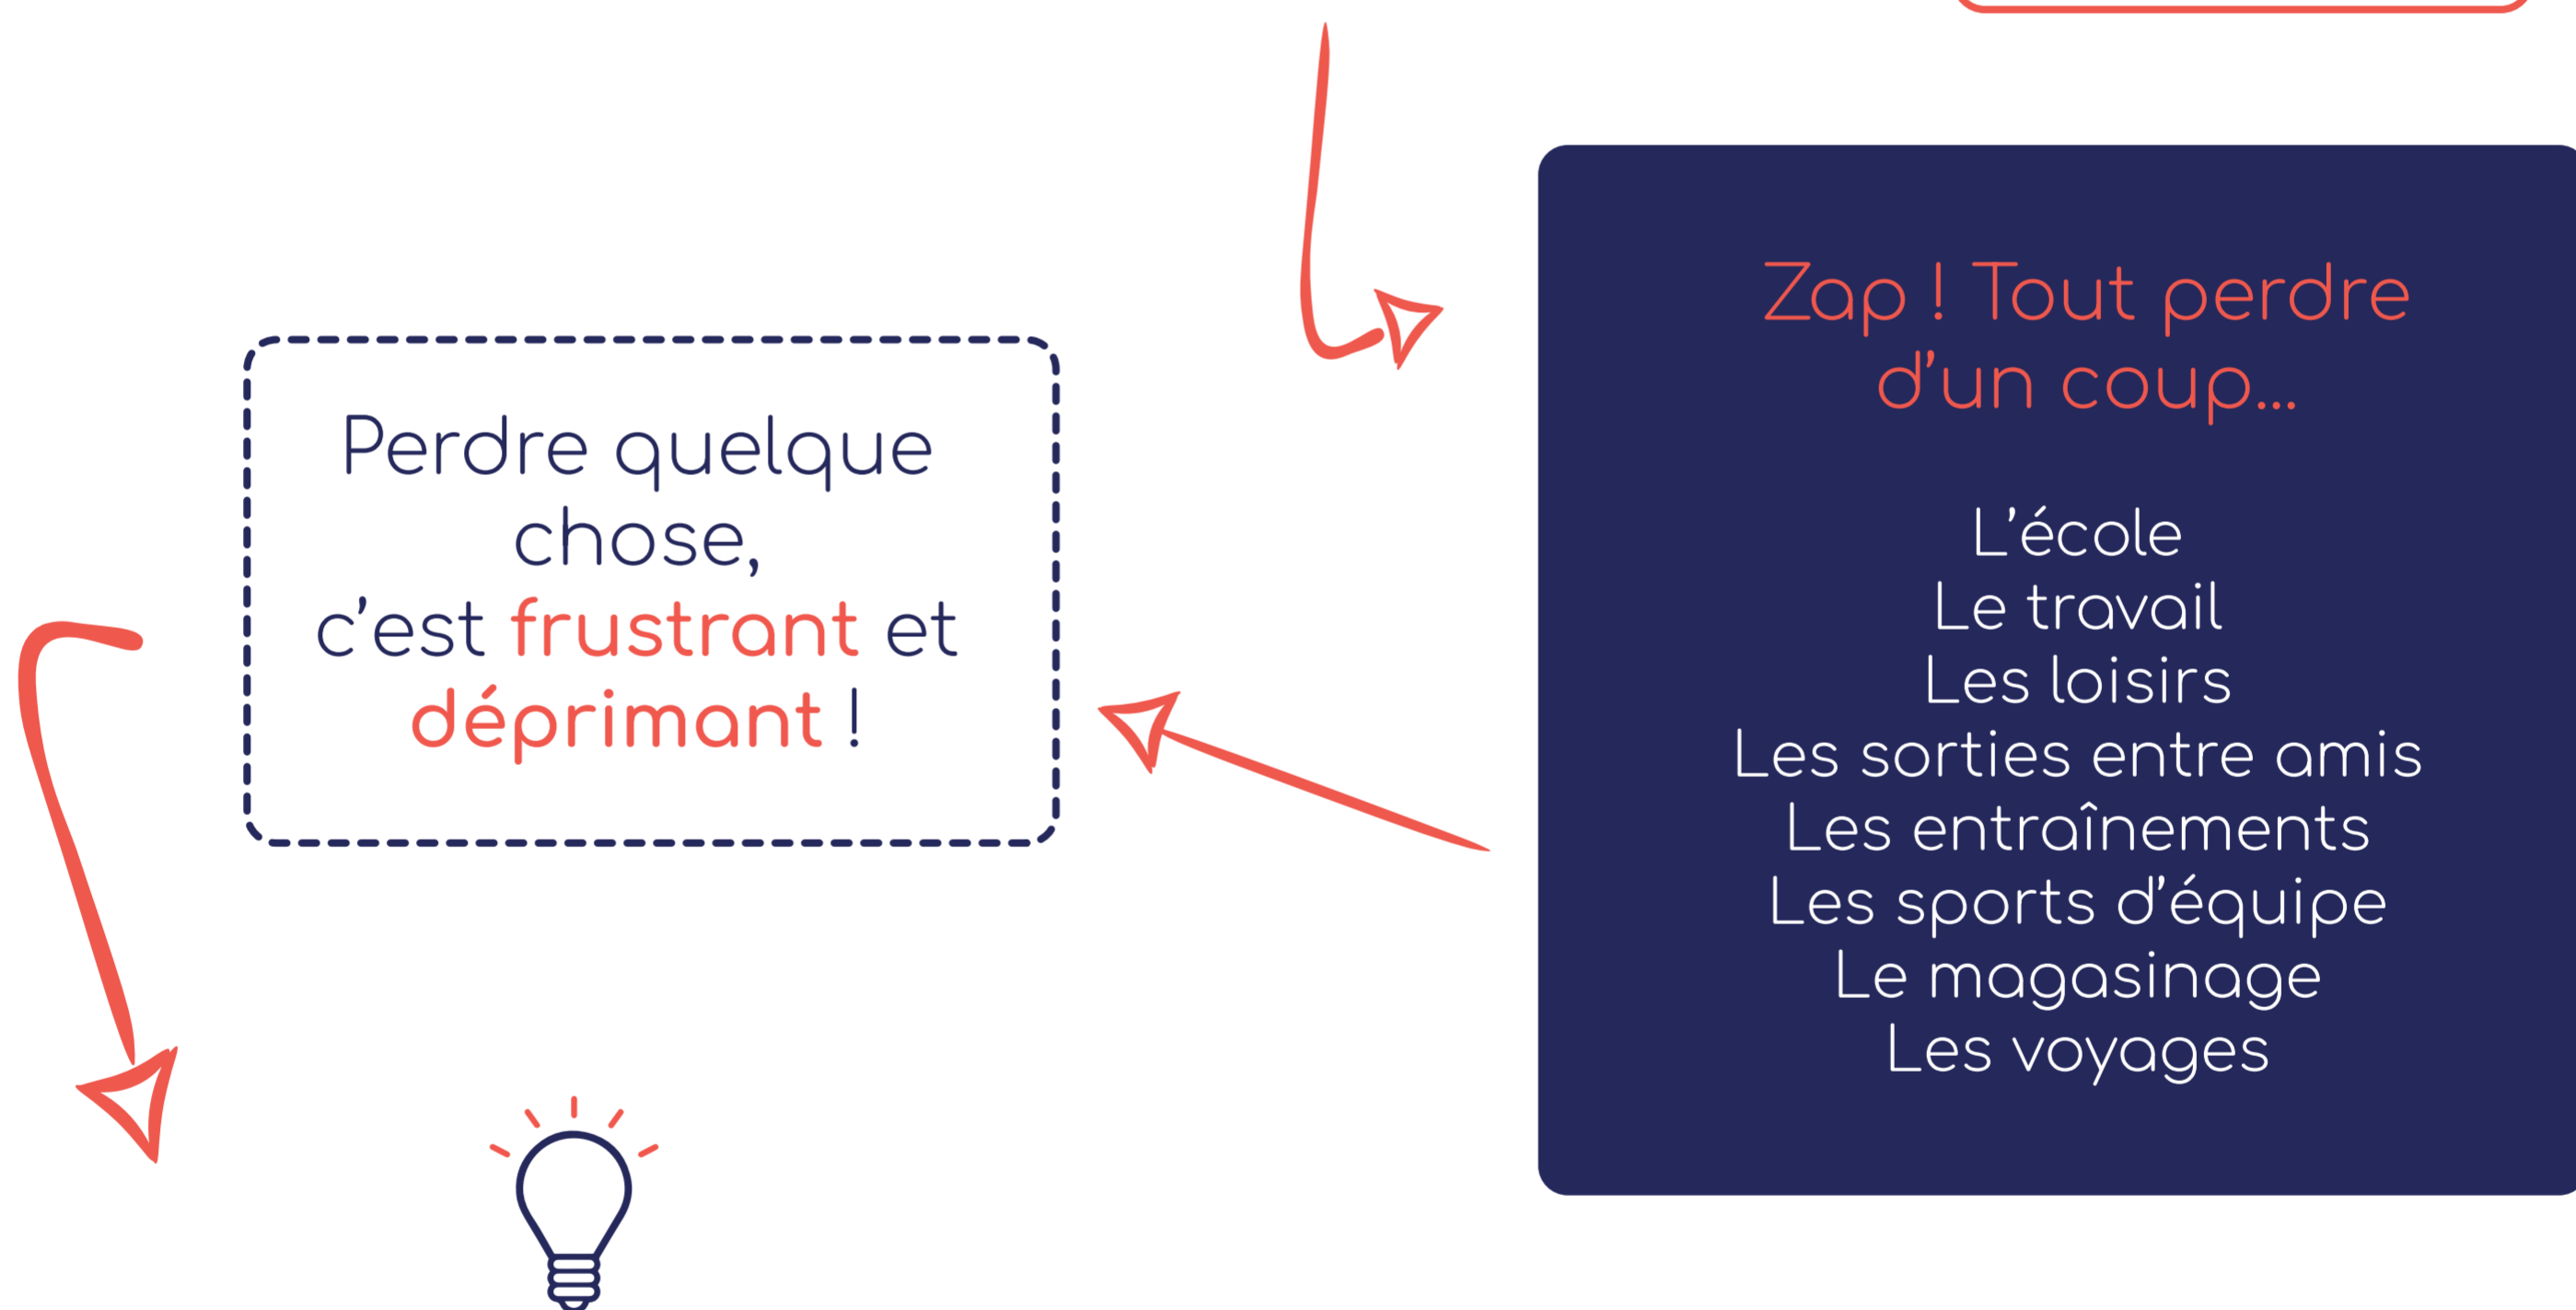 Zap ! Tout perdre
d’un coup...
L’école
Le travail
Les loisirs
Les sorties entre amis
Les entraînements
Les sports d’équipe
Le magasinage
Les voyages
Perdre quelque
chose,
c’est frustrant et
déprimant !